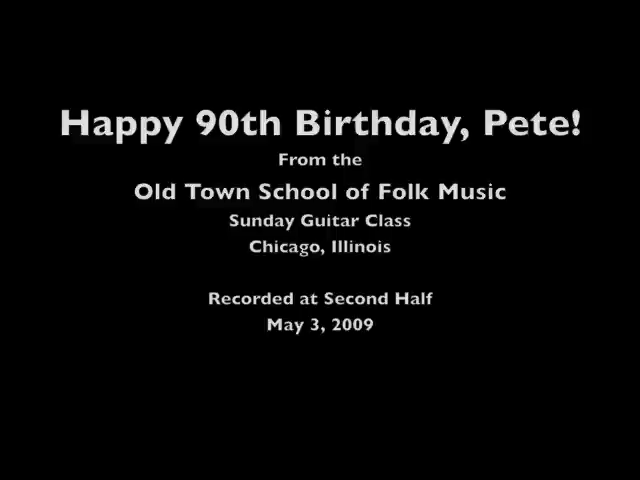 Happy 90th Birthday, Pete!
From the
Old Town School of Folk Music
Sunday Guitar Class
Chicago, Illinois
Recorded at Second Half
May 3, 2009